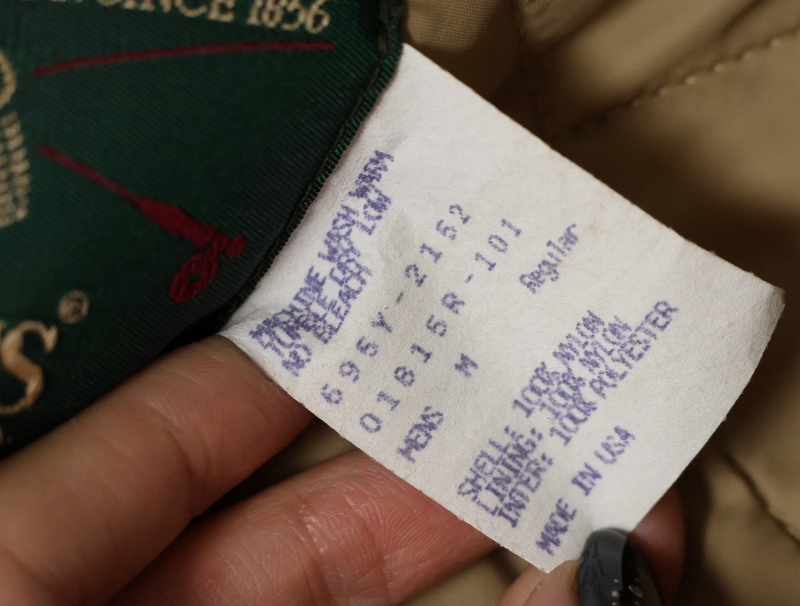 SINCE 1856
®
MACHINE WASH WARM
TUMBLE DRY LOW
NO BLEACH
696Y-2162
01815R-101
MENS M Regular
SHELL: 100% NYLON
LINING: 100% NYLON
INTER: 100% POLYESTER
MADE IN USA